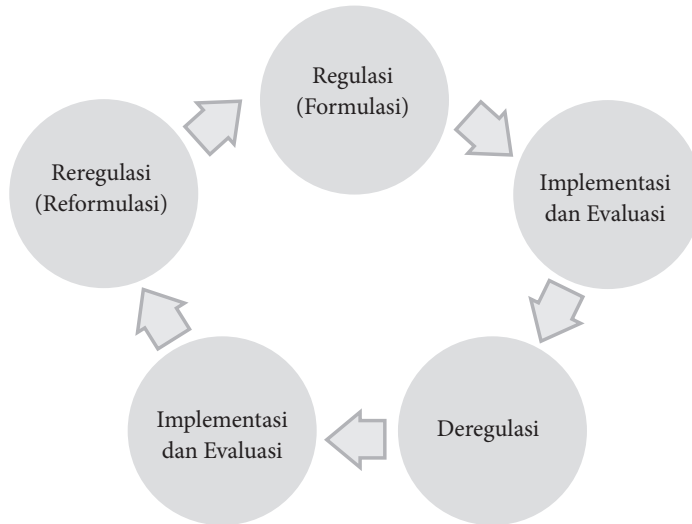 Regulasi
(Formulasi)
Implementasi
dan Evaluasi
Deregulasi
Implementasi
dan Evaluasi
Reregulasi
(Reformulasi)